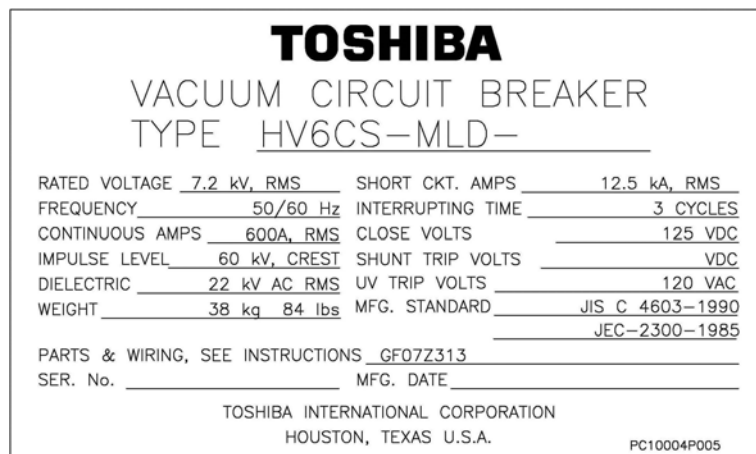 TOSHIBA
VACUUM CIRCUIT BREAKER
TYPE HV6CS-MLD-
RATED VOLTAGE 7.2 kV, RMS SHORT CKT. AMPS 12.5 kA, RMS
FREQUENCY 50/60 Hz INTERRUPTING TIME 3 CYCLES
CONTINUOUS AMPS 600A, RMS CLOSE VOLTS 125 VDC
IMPULSE LEVEL 60 kV, CREST SHUNT TRIP VOLTS VDC
DIELECTRIC 22 kV AC RMS UV TRIP VOLTS 120 VAC
WEIGHT 38 kg 84 lbs MFG. STANDARD JIS C 4603-1990
JEC-2300-1985
PARTS & WIRING, SEE INSTRUCTIONS GF07Z313
SER. No. MFG. DATE
TOSHIBA INTERNATIONAL CORPORATION
HOUSTON, TEXAS U.S.A.
PC10004P005